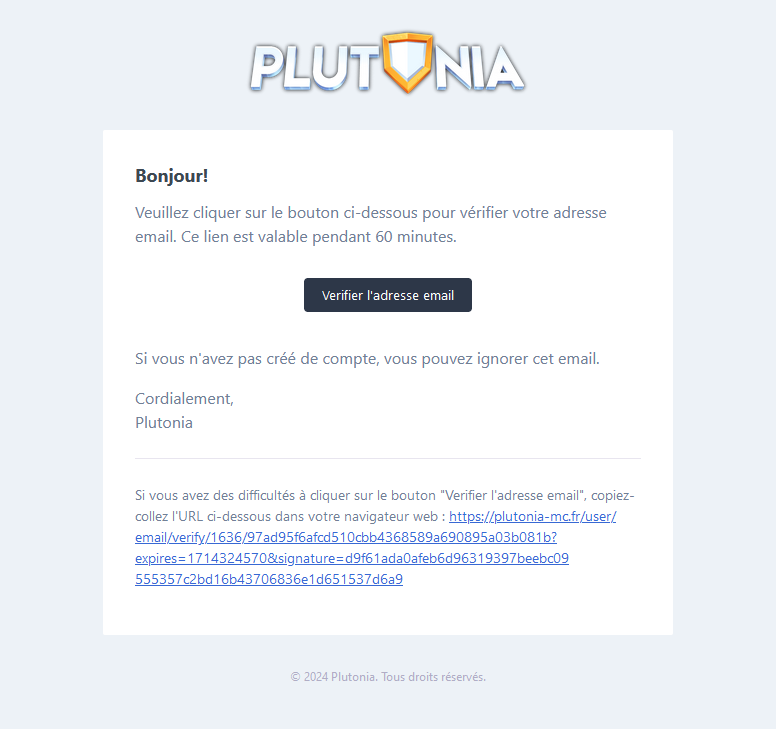 PLUTONIA
Bonjour!
Veuillez cliquer sur le bouton ci-dessous pour vérifier votre adresse
email. Ce lien est valable pendant 60 minutes.
Verifier l'adresse email
Si vous n'avez pas créé de compte, vous pouvez ignorer cet email.
Cordialement,
Plutonia
Si vous avez des difficultés à cliquer sur le bouton "Verifier l'adresse email", copiez-
collez l'URL ci-dessous dans votre navigateur web : https://plutonia-mc.fr/user/
email/verify/1636/97ad95f6afcd510cbb4368589a690895a03b081b?
expires=1714324570&signature=d9f61ada0afeb6d96319397beebc09
555357c2bd16b43706836e1d651537d6a9
© 2024 Plutonia. Tous droits réservés.